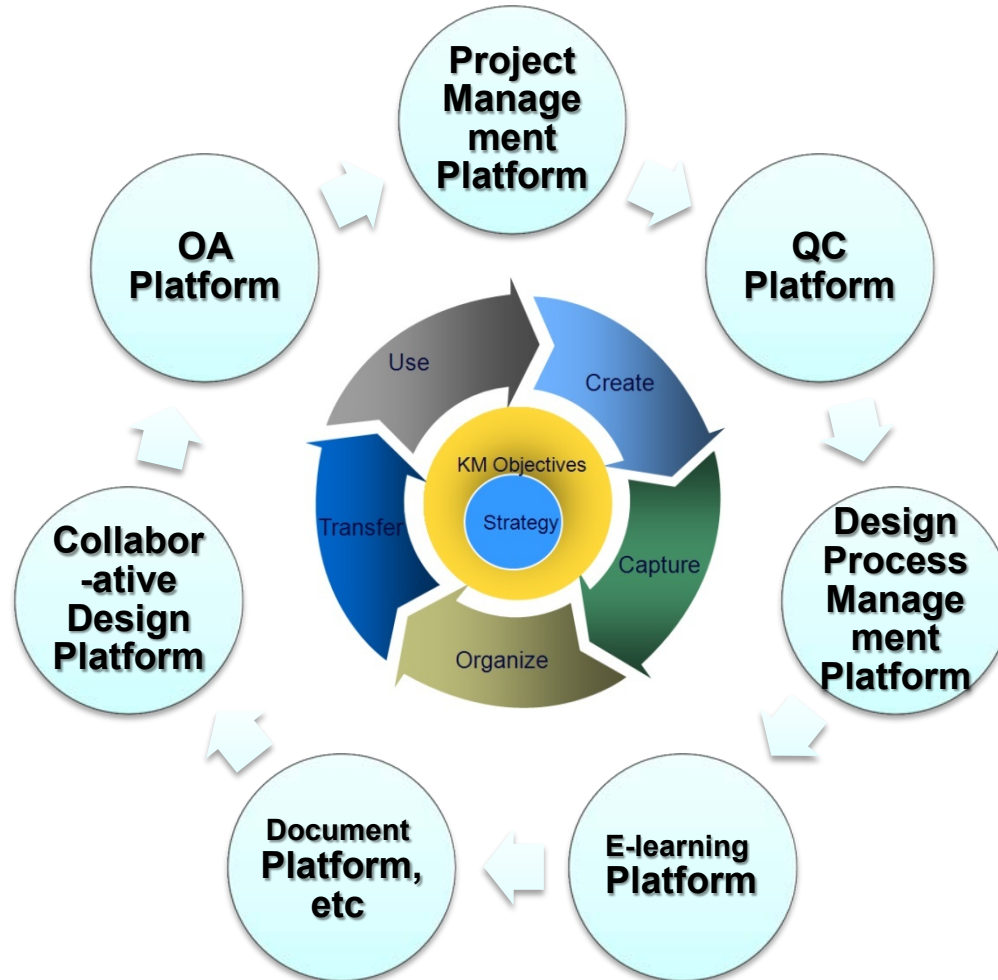 Project
Manage
ment
Platform
OA
Platform
QC
Platform
Use
Create
KM Objectives
Strategy
Transfer
Capture
Organize
Collabor
-ative
Design
Platform
Design
Process
Manage
ment
Platform
Document
Platform,
etc
E-learning
Platform